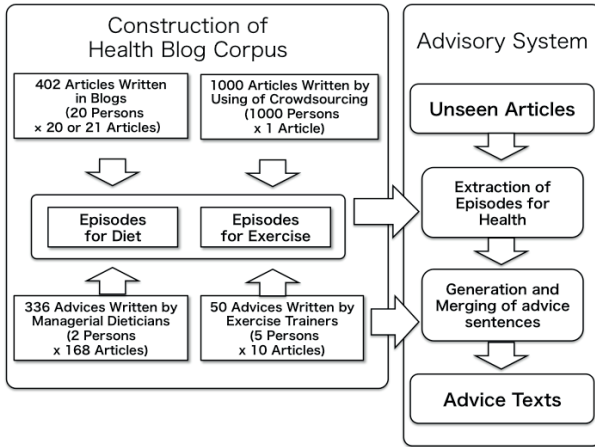 Construction of
Health Blog Corpus
402 Articles Written
in Blogs
(20 Persons
× 20 or 21 Articles)
1000 Articles Written by
Using of Crowdsourcing
(1000 Persons
x 1 Article)
Episodes
for Diet
Episodes
for Exercise
336 Advices Written by
Managerial Dieticians
(2 Persons
x 168 Articles)
50 Advices Written by
Exercise Trainers
(5 Persons
x 10 Articles)
Advisory System
Unseen Articles
Extraction of
Episodes for
Health
Generation and
Merging of advice
sentences
Advice Texts